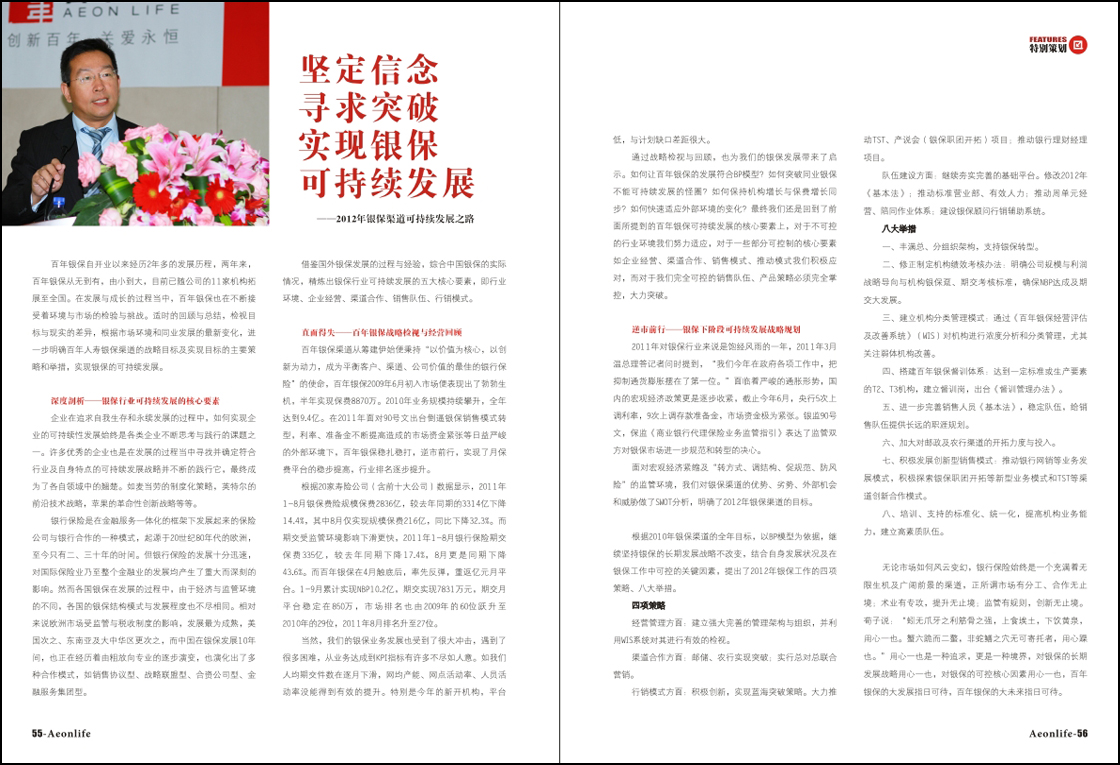 AEON LIFE
创新百年 关爱永恒
坚定信念
寻求突破
实现银保
可持续发展
——2012年银保渠道可持续发展之路
百年银保自开业以来经历2年多的发展历程，两年来，
百年银保从无到有，由小到大，目前已随公司的11家机构拓
展至全国。在发展与成长的过程当中，百年银保也在不断接
受着环境与市场的检验与挑战。适时的回顾与总结，检视目
标与现实的差异，根据市场环境和同业发展的最新变化，进
一步明确百年人寿银保渠道的战略目标及实现目标的主要策
略和举措，实现银保的可持续发展。
深度剖析——银保行业可持续发展的核心要素
企业在追求自我生存和永续发展的过程中，如何实现企
业的可持续性发展始终是各类企业不断思考与践行的课题之
一。许多优秀的企业也是在发展的过程当中寻找并确定符合
行业及自身特点的可持续发展战略并不断的践行它，最终成
为了各自领域中的翘楚。如麦当劳的制度化策略，英特尔的
前沿技术战略，苹果的革命性创新战略等等。
银行保险是在金融服务一体化的框架下发展起来的保险
公司与银行合作的一种模式，起源于20世纪80年代的欧洲，
至今只有二、三十年的时间。但银行保险的发展十分迅速，
对国际保险业乃至整个金融业的发展均产生了重大而深刻的
影响。然而各国银保在发展的过程中，由于经济与监管环境
的不同，各国的银保结构模式与发展程度也不尽相同。相对
来说欧洲市场受监管与税收制度的影响，发展最为成熟，美
国次之、东南亚及大中华区更次之，而中国在银保发展10年
间，也正在经历着由粗放向专业的逐步演变，也演化出了多
种合作模式，如销售协议型、战略联盟型、合资公司型、金
融服务集团型。
借鉴国外银保发展的过程与经验，综合中国银保的实际
情况，精炼出银保行业可持续发展的五大核心要素，即行业
环境、企业经营、渠道合作、销售队伍、行销模式。
直面得失——百年银保战略检视与经营回顾
百年银保渠道从筹建伊始便秉持“以价值为核心，以创
新为动力，成为平衡客户、渠道、公司价值的最佳的银行保
险”的使命，百年银保2009年6月初入市场便表现出了勃勃生
机，半年实现保费8870万。2010年业务规模持续攀升，全年
达到9.4亿。在2011年面对90号文出台倒逼银保销售模式转
型，利率、准备金不断提高造成的市场资金紧张等日益严峻
的外部环境下，百年银保稳扎稳打，逆市前行，实现了月保
费平台的稳步提高，行业排名逐步提升。
根据20家寿险公司（含前十大公司）数据显示，2011年
1-8月银保费险规模保费2836亿，较去年同期的3314亿下降
14.4%，其中8月仅实现规模保费216亿，同比下降32.3%。而
期交受监管环境影响下滑更快，2011年1-8月银行保险期交
保费335亿，较去年同期下降17.4%，8月更是同期下降
43.6%。而百年银保在4月触底后，率先反弹，重返亿元月平
台。1-9月累计实现NBP10.2亿，期交实现7831万元，期交月
平台稳定在850万，市场排名也由2009年的60位跃升至
2010年的29位，2011年8月排名升至27位。
当然，我们的银保业务发展也受到了很大冲击，遇到了
很多困难，从业务达成到KPI指标有许多不尽如人意。如我们
人均期交件数在逐月下滑，网均产能、网点活动率、人员活
动率没能得到有效的提升。特别是今年的新开机构，平台
55-Aeonlife
FEATURES
特别策划
低，与计划缺口差距很大。
通过战略检视与回顾，也为我们的银保发展带来了启
示。如何让百年银保的发展符合BP模型？如何突破同业银保
不能可持续发展的怪圈？如何保持机构增长与保费增长同
步？如何快速适应外部环境的变化？最终我们还是回到了前
面所提到的百年银保可持续发展的核心要素上，对于不可控
的行业环境我们努力适应，对于一些部分可控制的核心要素
如企业经营、渠道合作、销售模式、推动模式我们积极应
对，而对于我们完全可控的销售队伍、产品策略必须完全掌
控，大力突破。
逆市前行——银保下阶段可持续发展战略规划
2011年对银保行业来说是饱经风雨的一年，2011年3月
温总理答记者问时提到，“我们今年在政府各项工作中，把
抑制通货膨胀摆在了第一位。”面临着严峻的通胀形势，国
内的宏观经济政策更是逐步收紧，截止今年6月，央行5次上
调利率，9次上调存款准备金，市场资金极为紧张。银监90号
文，保监《商业银行代理保险业务监管指引》表达了监管双
方对银保市场进一步规范和转型的决心。
面对宏观经济紧缩及“转方式、调结构、促规范、防风
险”的监管环境，我们对银保渠道的优势、劣势、外部机会
和威胁做了SWOT分析，明确了2012年银保渠道的目标。
根据2010年银保渠道的全年目标，以BP模型为依据，继
续坚持银保的长期发展战略不改变，结合自身发展状况及在
银保工作中可控的关键因素，提出了2012年银保工作的四项
策略、八大举措。
四项策略
经营管理方面：建立强大完善的管理架构与组织，并利
用WIS系统对其进行有效的检视。
渠道合作方面：邮储、农行实现突破；实行总对总联合
营销。
行销模式方面：积极创新，实现蓝海突破策略。大力推
动TST、产说会（银保职团开拓）项目；推动银行理财经理
项目。
队伍建设方面：继续夯实完善的基础平台。修改2012年
《基本法》；推动标准营业部、有效人力；推动周单元经
营、陪同作业体系；建设银保顾问行销辅助系统。
八大举措
一、丰满总、分组织架构，支持银保转型。
二、修正制定机构绩效考核办法：明确公司规模与利润
战略导向与机构银保宽、期交考核标准，确保NBP达成及期
交大发展。
三、建立机构分类管理模式：通过《百年银保经营评估
及改善系统》（WIS）对机构进行浓度分析和分类管理，尤其
关注弱体机构改善。
四、搭建百年银保督训体系：达到一定标准或生产要素
的T2、T3机构，建立督训岗，出台《督训管理办法》。
五、进一步完善销售人员《基本法》，稳定队伍，给销
售队伍提供长远的职涯规划。
六、加大对邮政及农行渠道的开拓力度与投入。
七、积极发展创新型销售模式：推动银行网销等业务发
展模式，积极探索银保职团开拓等新型业务模式和TST等渠
道创新合作模式。
八、培训、支持的标准化、统一化，提高机构业务能
力，建立高素质队伍。
无论市场如何风云变幻，银行保险始终是一个充满着无
限生机及广阔前景的渠道，正所谓市场有分工、合作无止
境；术业有专攻，提升无止境；监管有规则，创新无止境。
荀子说：“蚓无爪牙之利筋骨之强，上食埃土，下饮黄泉，
用心一也。蟹六跪而二螯，非蛇鳝之穴无可寄托者，用心躁
也。”用心一也是一种追求，更是一种境界，对银保的长期
发展战略用心一也，对银保的可控核心因素用心一也，百年
银保的大发展指日可待，百年银保的大未来指日可待。
Aeonlife-56